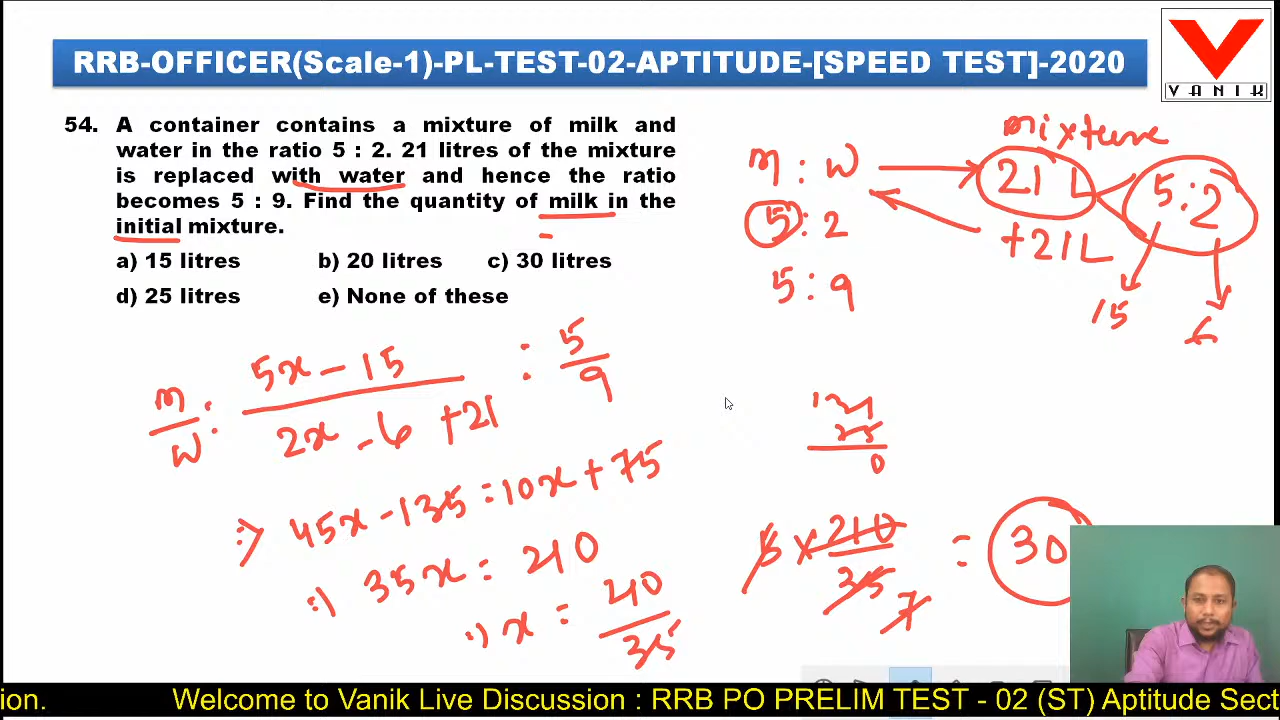 RRB-OFFICER(Scale-1)-PL-TEST-02-APTITUDE-[SPEED TEST]-2020
VANIK
54. A container contains a mixture of milk and
water in the ratio 5 : 2. 21 litres of the mixture
is replaced with water and hence the ratio
becomes 5 : 9. Find the quantity of milk in the
initial mixture.
a) 15 litres b) 20 litres c) 30 litres
d) 25 litres e) None of these
mixture
M : W 21 L 5:2
5 : 2 +21L
5 : 9 15 6
M/W : (5x - 15)/(2x - 6 + 21) : 5/9
⇒ 45x - 135 = 10x + 75
⇒ 35x = 210
⇒ x = 210/35
5 × 210/35 = 30
7
ion. Welcome to Vanik Live Discussion : RRB PO PRELIM TEST - 02 (ST) Aptitude Sect